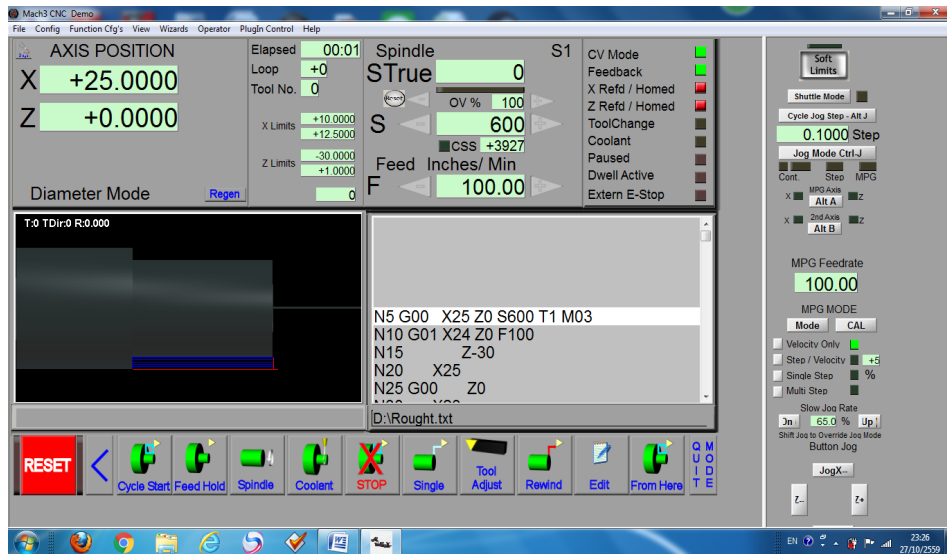 Mach3 CNC Demo
File Config Function Cfg's View Wizards Operator PlugIn Control Help
AXIS POSITION
X +25.0000
Z +0.0000
Diameter Mode
Regen
Elapsed 00:01
Loop +0
Tool No. 0
X Limits +10.0000
+12.5000
Z Limits -30.0000
+1.0000
0
Spindle S1
STrue 0
Reset
OV % 100
S 600
CSS +3927
Feed Inches/ Min
F 100.00
CV Mode
Feedback
X Refd / Homed
Z Refd / Homed
ToolChange
Coolant
Paused
Dwell Active
Extern E-Stop
T:0 TDir:0 R:0.000
N5 G00 X25 Z0 S600 T1 M03
N10 G01 X24 Z0 F100
N15 Z-30
N20 X25
N25 G00 Z0
D:\Rought.txt
RESET
Cycle Start
Feed Hold
Spindle
Coolant
STOP
Single
Tool
Adjust
Rewind
Edit
From Here
QUIT
MODE
Soft
Limits
Shuttle Mode
Cycle Jog Step - Alt J
0.1000 Step
Jog Mode Ctrl-J
Cont. Step MPG
MPG Axis
X Alt A Z
2nd Axis
X Alt B Z
MPG Feedrate
100.00
MPG MODE
Mode CAL
Velocity Only
Step / Velocity +5
Single Step %
Multi Step
Slow Jog Rate
65.0 % Up
Shift Jog to Override Jog Mode
Button Jog
JogX--
Z-- Z+
EN
23:26
27/10/2559